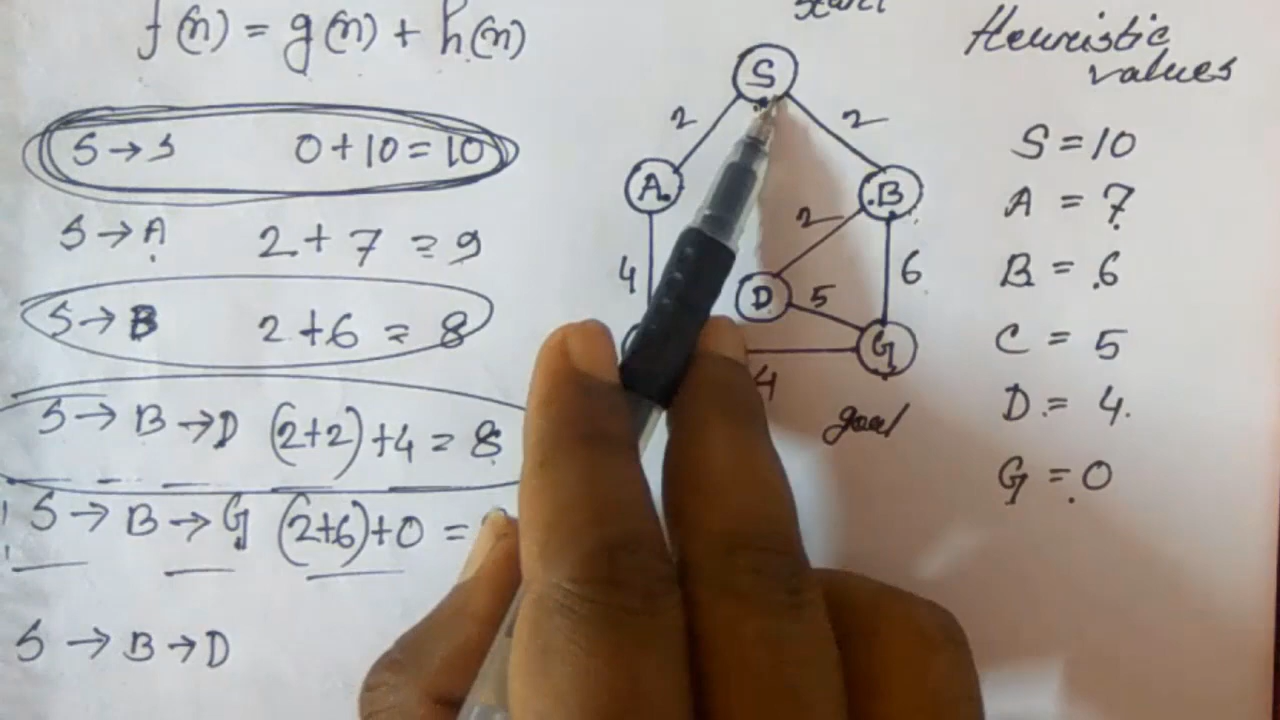 f(n) = g(n) + h(n)
S → S 0 + 10 = 10
S → A 2 + 7 = 9
S → B 2 + 6 = 8
S → B → D (2+2) + 4 = 8
S → B → G (2+6) + 0 =
S → B → D
start
S
2
2
A
B
4
2
6
D
5
G
4
goal
Heuristic
values
S = 10
A = 7
B = 6
C = 5
D = 4
G = 0